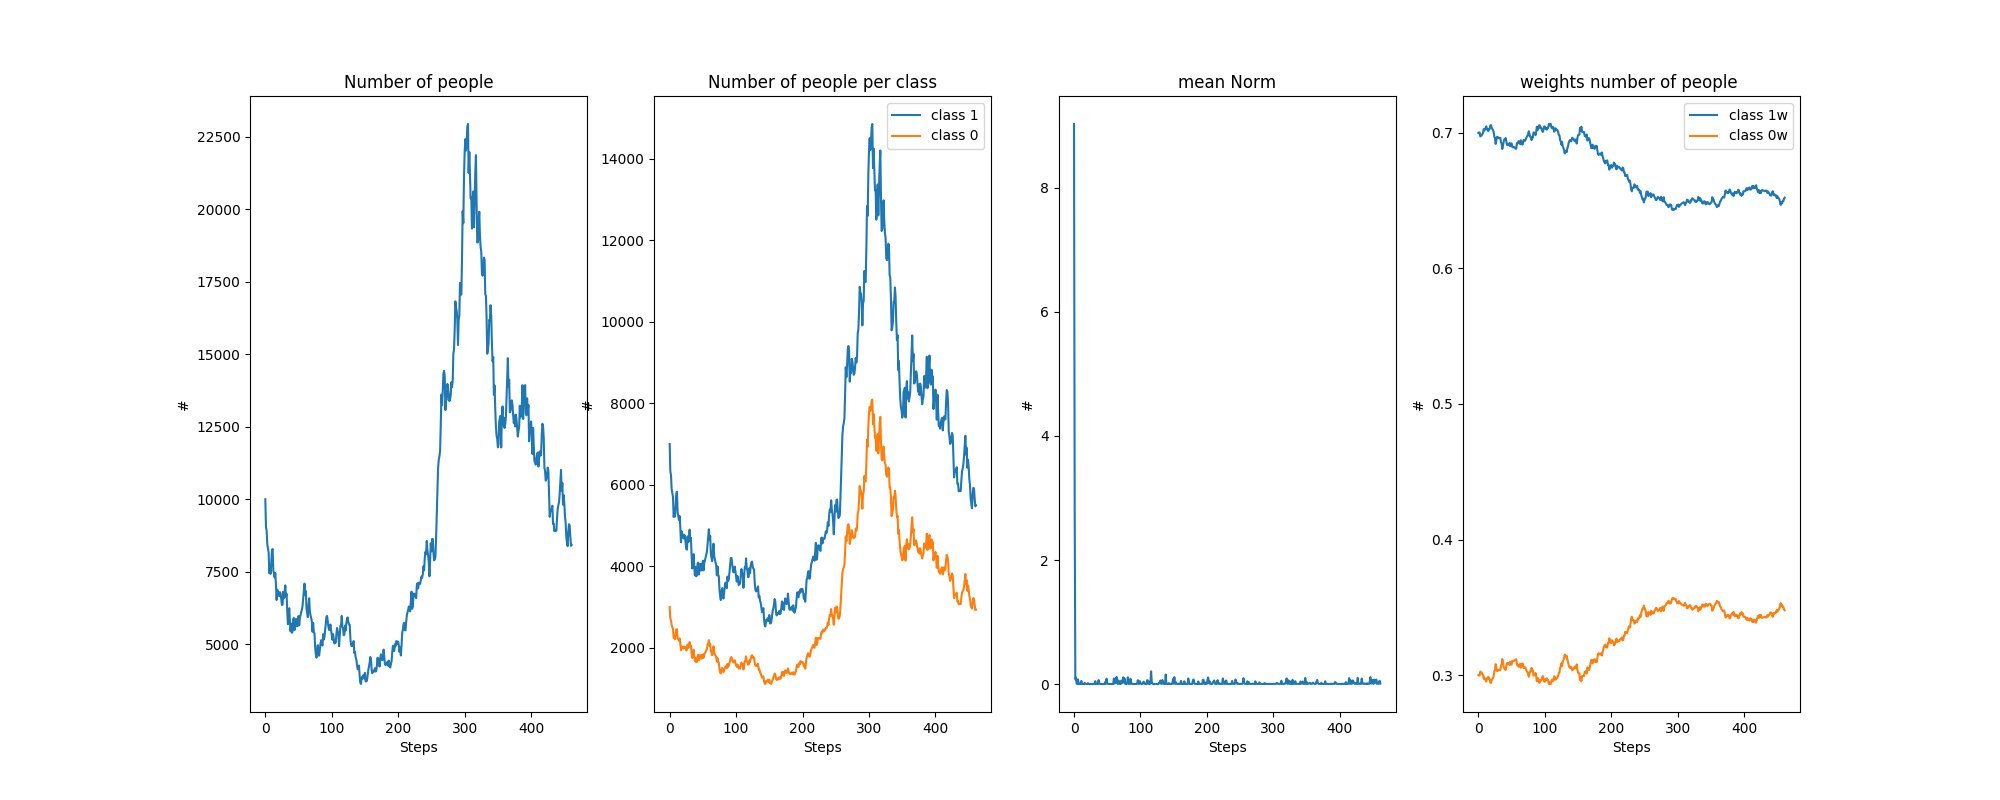 Number of people
22500
20000
17500
15000
12500
10000
7500
5000
#
0 100 200 300 400
Steps
Number of people per class
class 1
class 0
14000
12000
10000
8000
6000
4000
2000
#
0 100 200 300 400
Steps
mean Norm
8
6
4
2
0
#
0 100 200 300 400
Steps
weights number of people
class 1w
class 0w
0.7
0.6
0.5
0.4
0.3
#
0 100 200 300 400
Steps